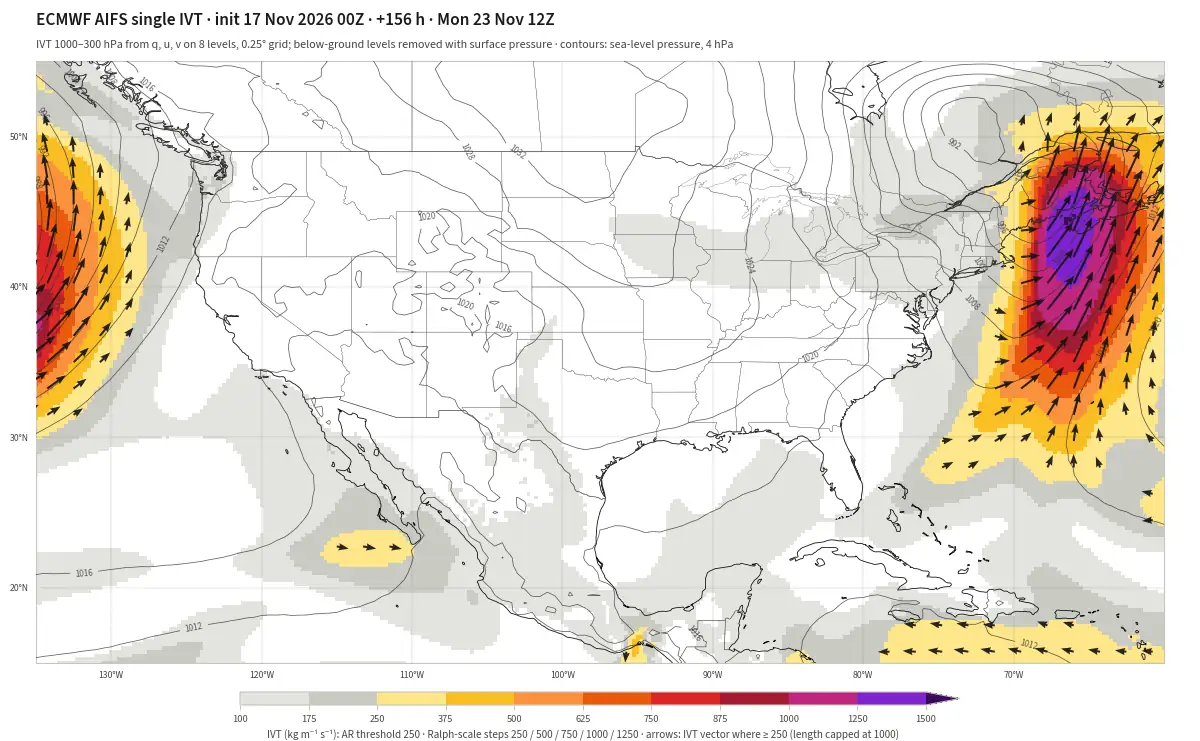 ECMWF AIFS single IVT · init 17 Nov 2026 00Z · +156 h · Mon 23 Nov 12Z
IVT 1000–300 hPa from q, u, v on 8 levels, 0.25° grid; below-ground levels removed with surface pressure · contours: sea-level pressure, 4 hPa
1016
50°N
992
1028
1032
1020
1012
1024
40°N
1020
1016
1008
1020
30°N
1016
20°N
1012
1016
1012
130°W 120°W 110°W 100°W 90°W 80°W 70°W
100 175 250 375 500 625 750 875 1000 1250 1500
IVT (kg m⁻¹ s⁻¹): AR threshold 250 · Ralph-scale steps 250 / 500 / 750 / 1000 / 1250 · arrows: IVT vector where ≥ 250 (length capped at 1000)